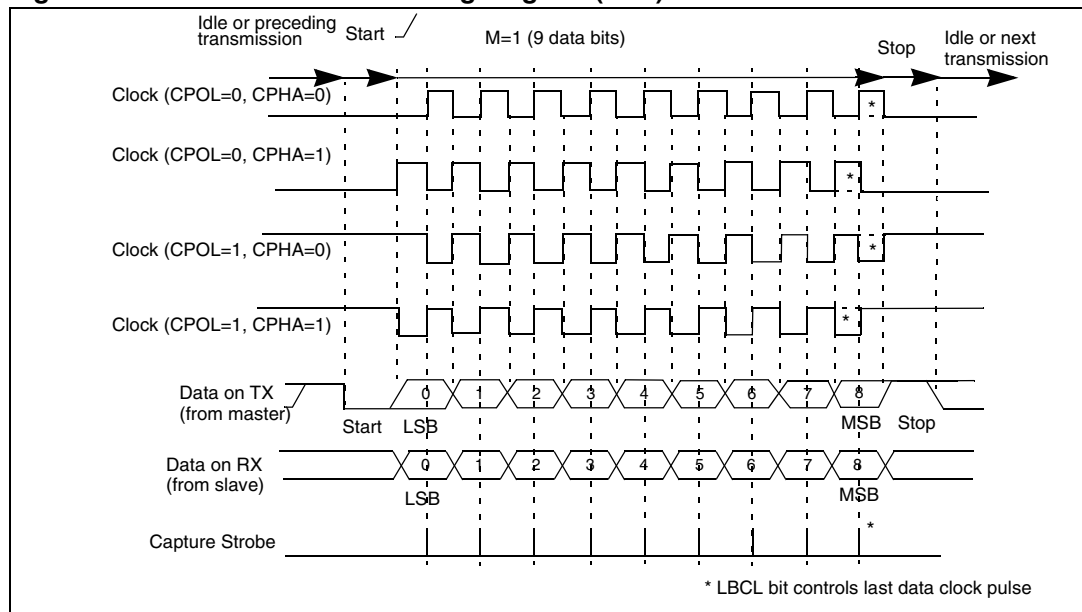 Idle or preceding
transmission
Start
M=1 (9 data bits)
Stop
Idle or next
transmission
Clock (CPOL=0, CPHA=0)
*
Clock (CPOL=0, CPHA=1)
*
Clock (CPOL=1, CPHA=0)
*
Clock (CPOL=1, CPHA=1)
*
Data on TX
(from master)
0 1 2 3 4 5 6 7 8
Start LSB MSB Stop
Data on RX
(from slave)
0 1 2 3 4 5 6 7 8
LSB MSB
Capture Strobe
*
* LBCL bit controls last data clock pulse